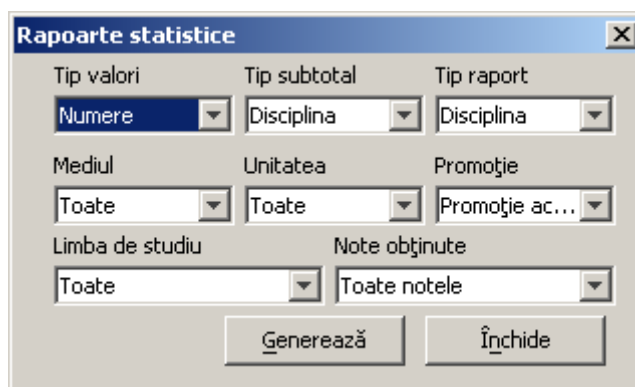 Rapoarte statistice
Tip valori Tip subtotal Tip raport
Numere Disciplina Disciplina
Mediul Unitatea Promoţie
Toate Toate Promoţie ac...
Limba de studiu Note obţinute
Toate Toate notele
Generează Închide